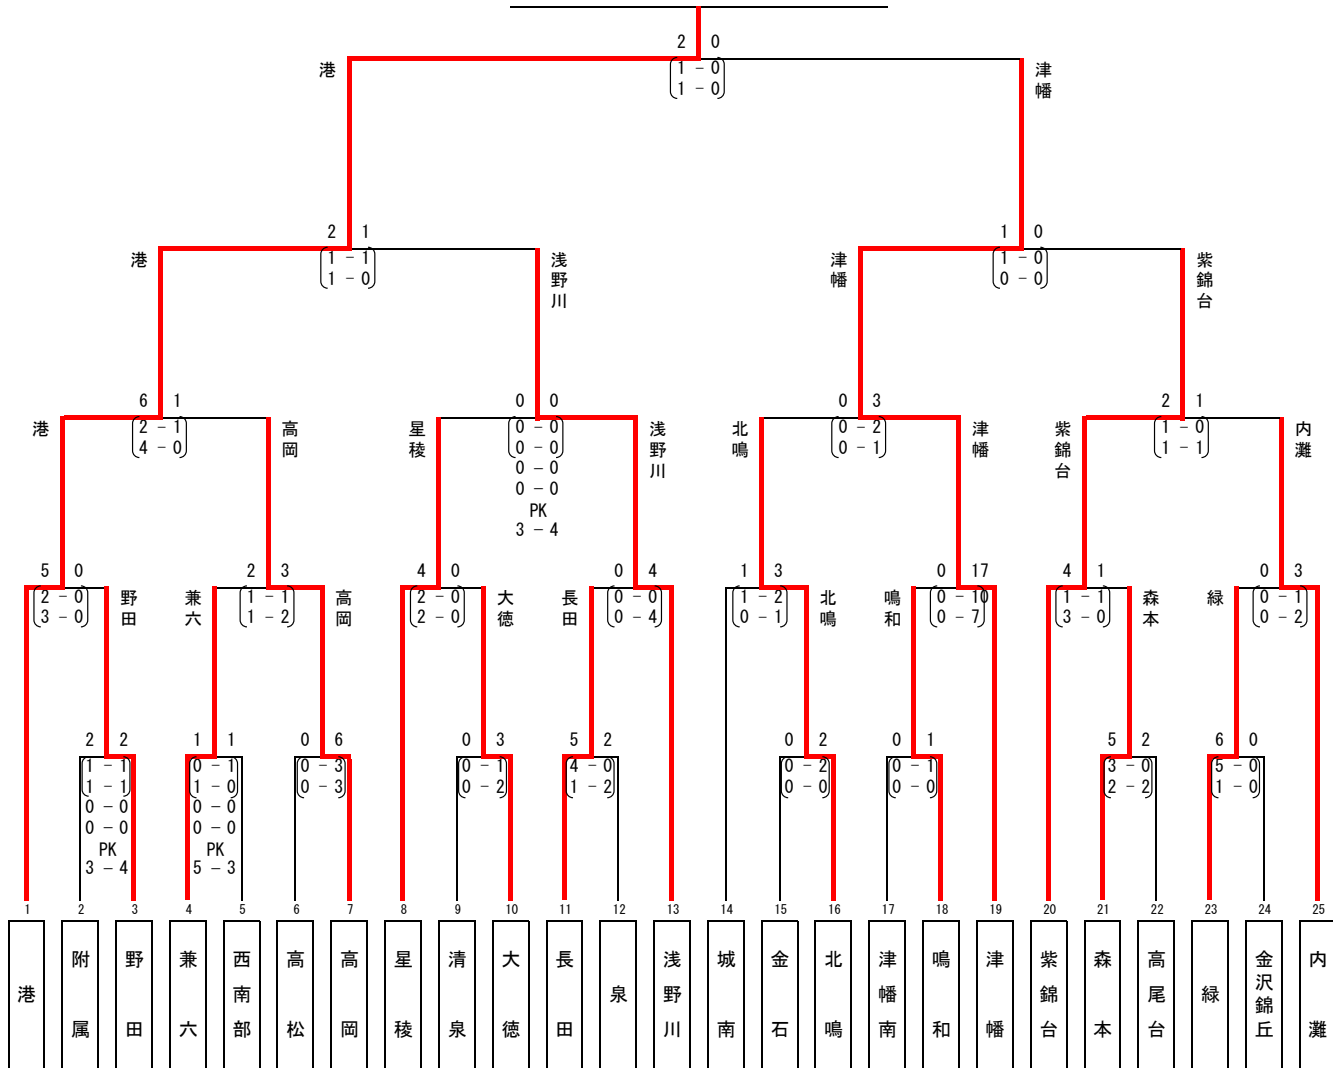 2 0
港
1 - 0
津幡
1 - 0
2 1
1 0
港
1 - 1
浅野川
津幡
1 - 0
紫錦台
1 - 0
0 - 0
6 1
0 0
0 3
2 1
港
2 - 1
高岡
星稜
0 - 0
浅野川
北鳴
0 - 2
津幡
紫錦台
1 - 0
内灘
4 - 0
0 - 0
0 - 1
1 - 1
0 - 0
0 - 0
PK
3 - 4
5 0
2 3
4 0
0 4
1 3
0 17
4 1
0 3
2 - 0
野田
兼六
1 - 1
高岡
2 - 0
大徳
長田
0 - 0
1 - 2
北鳴
鳴和
0 - 10
1 - 1
森本
緑
0 - 1
3 - 0
1 - 2
2 - 0
0 - 4
0 - 1
0 - 7
3 - 0
0 - 2
2 2
1 1
0 6
0 3
5 2
0 2
0 1
5 2
6 0
1 - 1
0 - 1
0 - 3
0 - 1
4 - 0
0 - 2
0 - 1
3 - 0
5 - 0
1 - 1
1 - 0
0 - 3
0 - 2
1 - 2
0 - 0
0 - 0
2 - 2
1 - 0
0 - 0
0 - 0
0 - 0
0 - 0
PK
PK
3 - 4
5 - 3
1 2 3 4 5 6 7 8 9 10 11 12 13 14 15 16 17 18 19 20 21 22 23 24 25
港
附属
野田
兼六
西南部
高松
高岡
星稜
清泉
大徳
長田
泉
浅野川
城南
金石
北鳴
津幡南
鳴和
津幡
紫錦台
森本
高尾台
緑
金沢錦丘
内灘